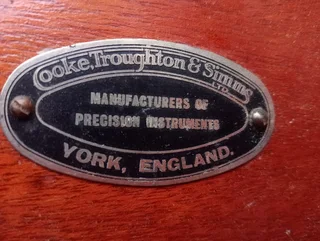 Cooke, Troughton & Simms
LTD.
MANUFACTURERS OF
PRECISION INSTRUMENTS
YORK, ENGLAND.